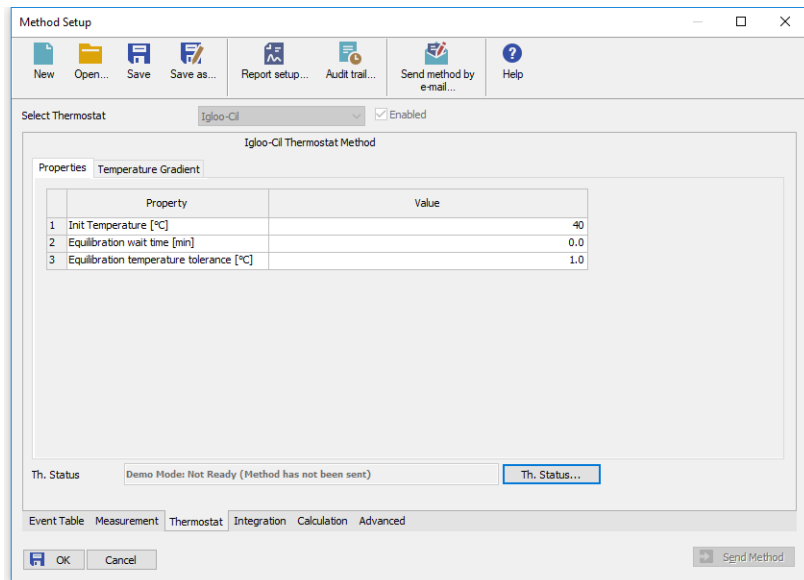 Method Setup
New Open... Save Save as... Report setup... Audit trail... Send method by e-mail... Help
Select Thermostat Igloo-Cil Enabled
Igloo-Cil Thermostat Method
Properties Temperature Gradient
Property Value
1 Init Temperature [°C] 40
2 Equilibration wait time [min] 0.0
3 Equilibration temperature tolerance [°C] 1.0
Th. Status Demo Mode: Not Ready (Method has not been sent) Th. Status...
Event Table Measurement Thermostat Integration Calculation Advanced
OK Cancel Send Method